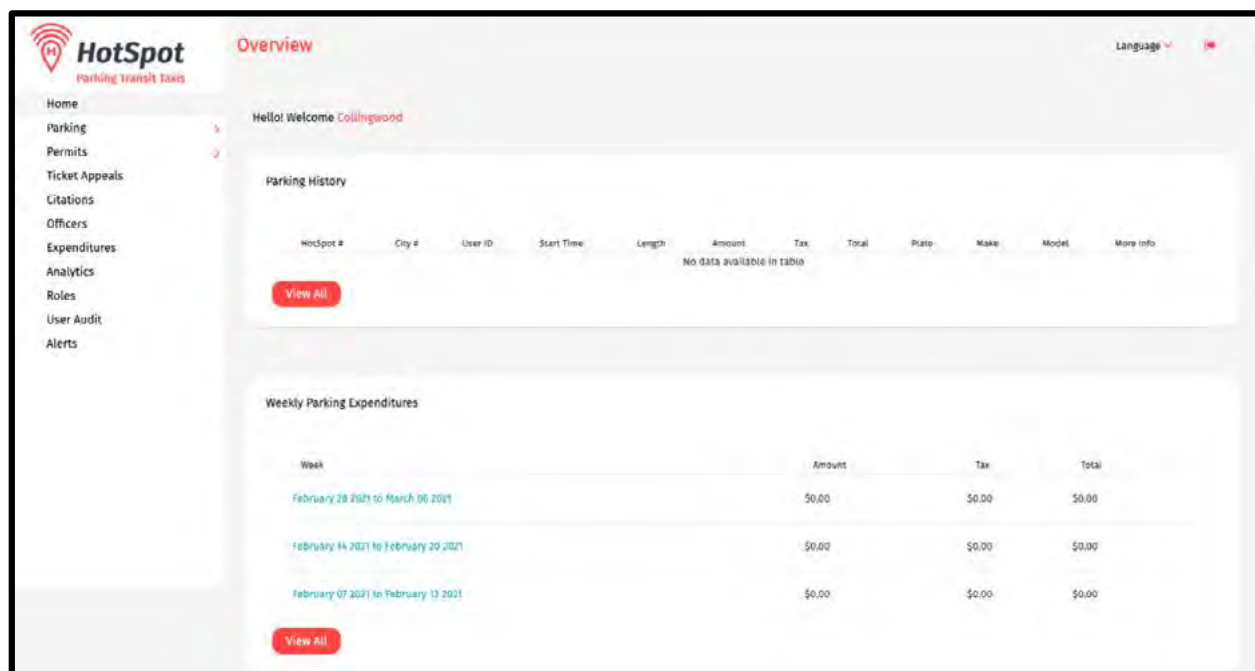 HotSpot
Parking Transit Taxis
Overview
Language
Home
Parking
Permits
Ticket Appeals
Citations
Officers
Expenditures
Analytics
Roles
User Audit
Alerts
Hello! Welcome Collingwood
Parking History
HotSpot # City # User ID Start Time Length Amount Tax Total Plate Make Model More Info
No data available in table
View All
Weekly Parking Expenditures
Week Amount Tax Total
February 28 2021 to March 06 2021 $0.00 $0.00 $0.00
February 14 2021 to February 20 2021 $0.00 $0.00 $0.00
February 07 2021 to February 13 2021 $0.00 $0.00 $0.00
View All